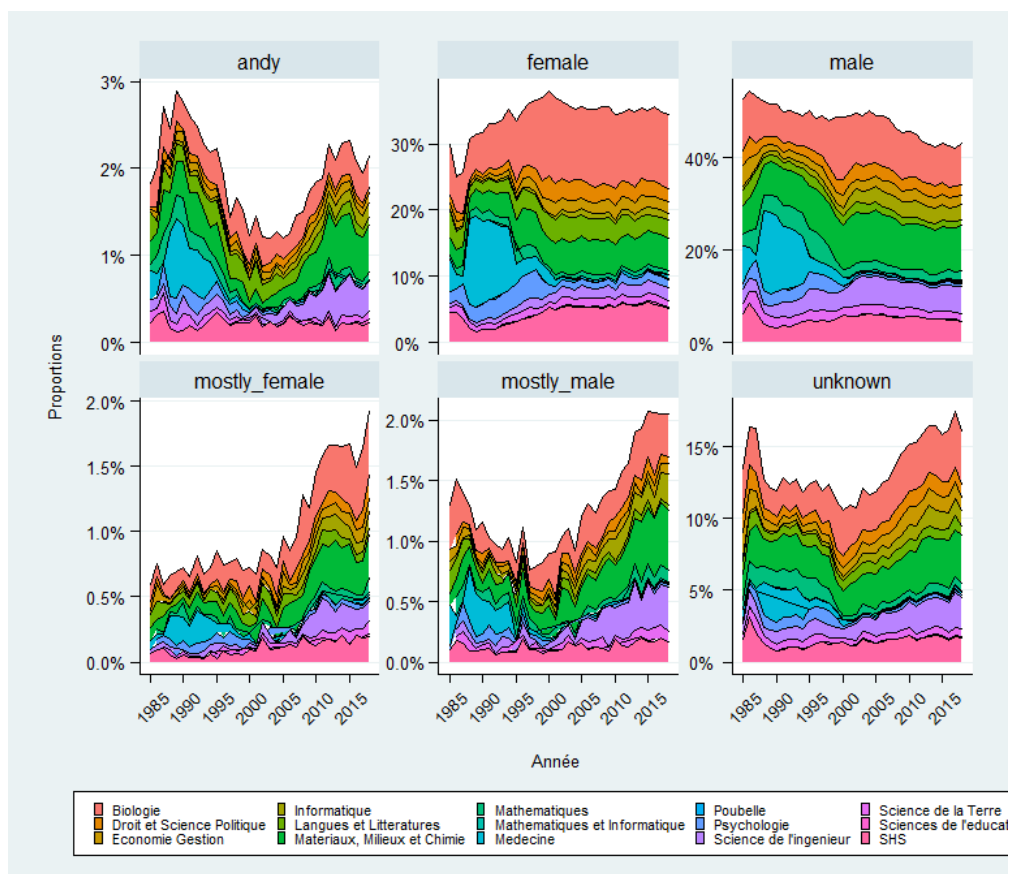 andy
female
male
3%
2%
1%
0%
30%
20%
10%
0%
40%
20%
0%
Proportions
mostly_female
mostly_male
unknown
2.0%
1.5%
1.0%
0.5%
0.0%
2.0%
1.5%
1.0%
0.5%
0.0%
15%
10%
5%
0%
1985 1990 1995 2000 2005 2010 2015
1985 1990 1995 2000 2005 2010 2015
1985 1990 1995 2000 2005 2010 2015
Année
Biologie Informatique Mathematiques Poubelle Science de la Terre
Droit et Science Politique Langues et Litteratures Mathematiques et Informatique Psychologie Sciences de l'educat
Economie Gestion Materiaux, Milieux et Chimie Medecine Science de l'ingenieur SHS